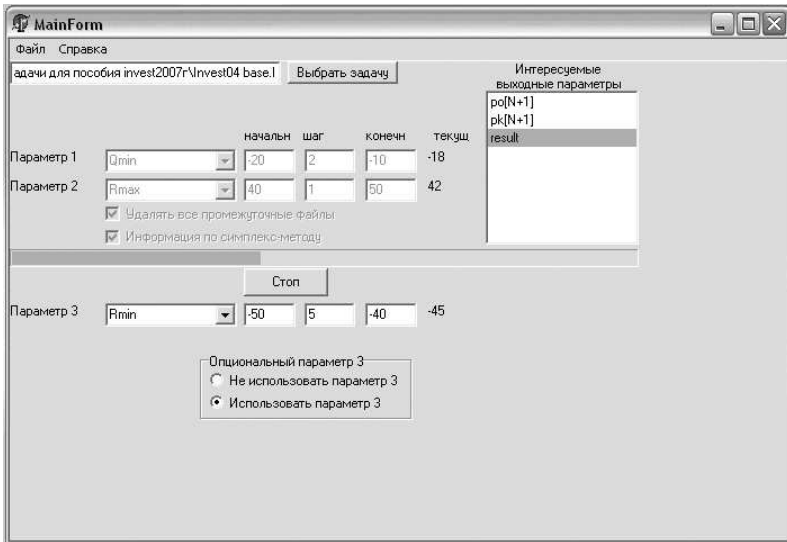 MainForm
Файл Справка
адачи для пособия invest2007г\Invest04 base.l Выбрать задачу
Интересуемые
выходные параметры
po[N+1]
pk[N+1]
result
начальн шаг конечн текущ
Параметр 1 Qmin -20 2 -10 -18
Параметр 2 Rmax 40 1 50 42
Удалять все промежуточные файлы
Информация по симплекс-методу
Стоп
Параметр 3 Rmin -50 5 -40 -45
Опциональный параметр 3
Не использовать параметр 3
Использовать параметр 3